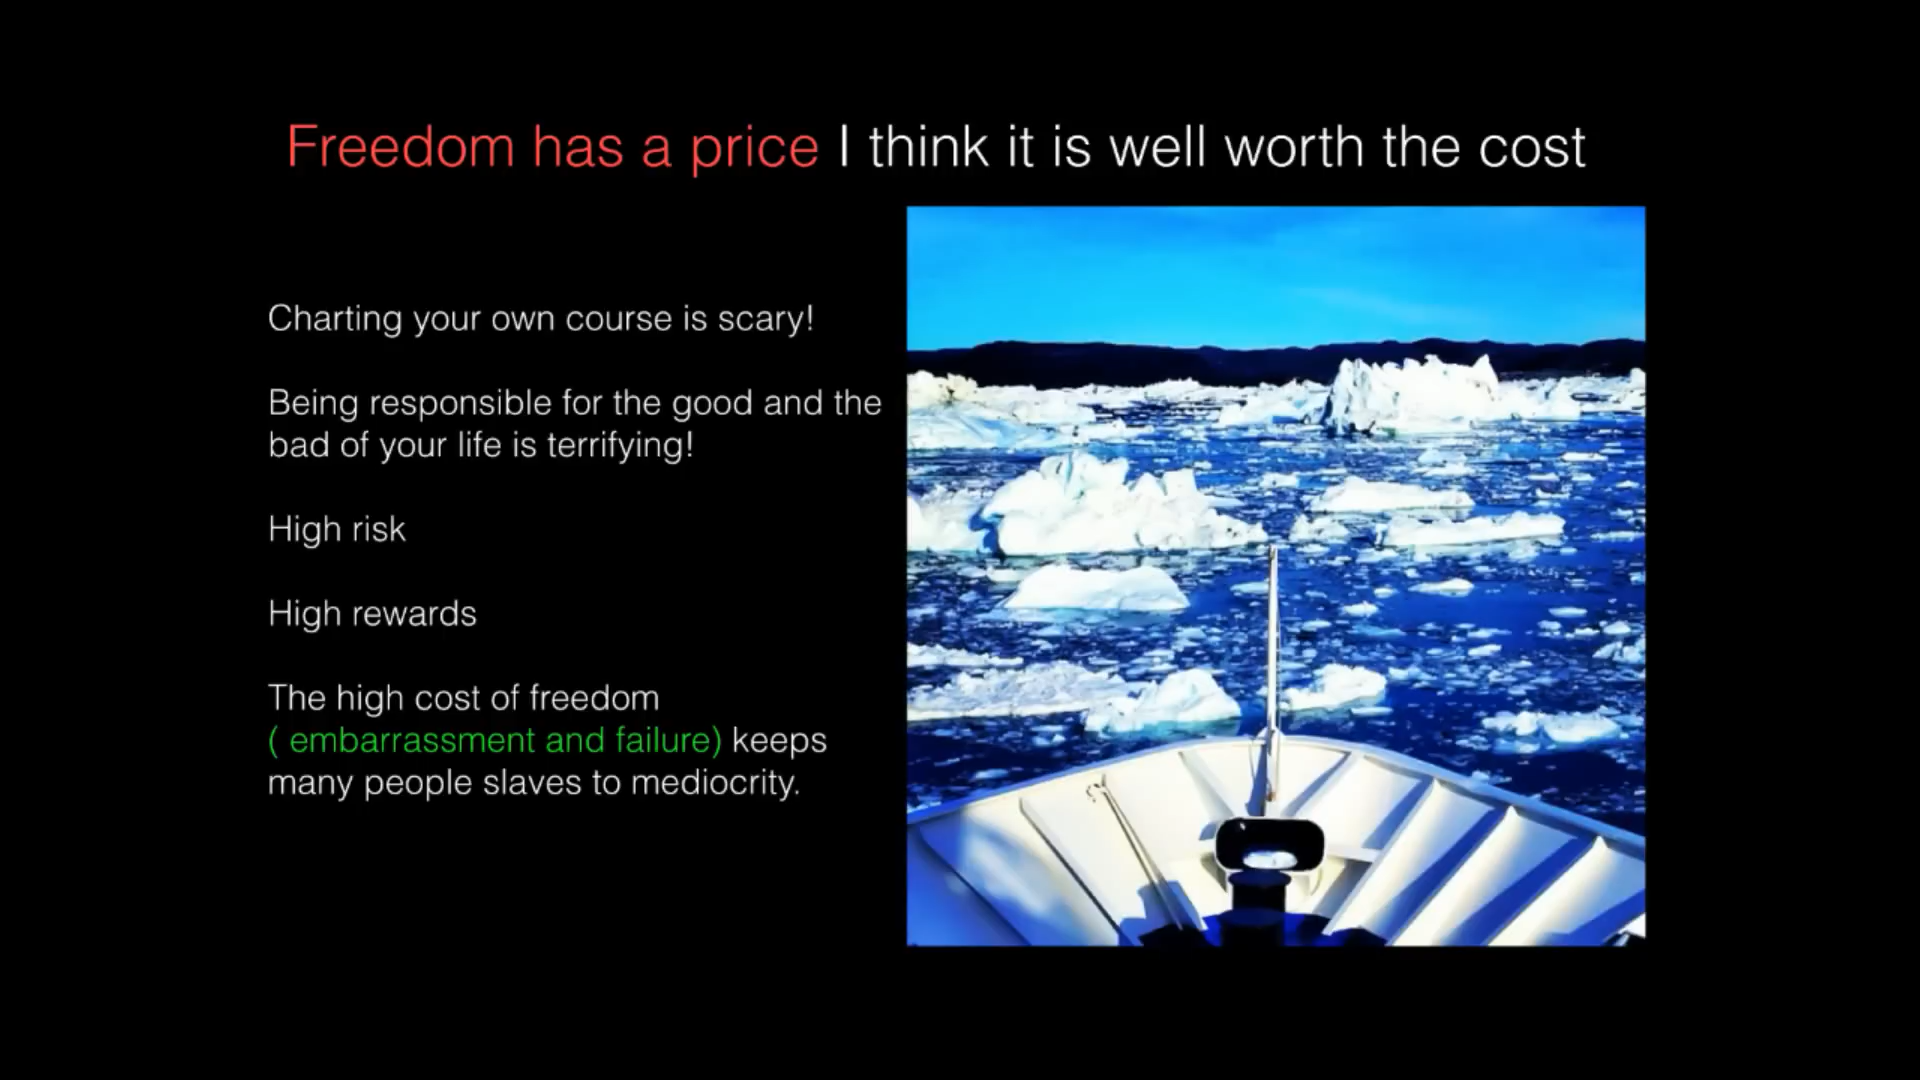 Freedom has a price I think it is well worth the cost
Charting your own course is scary!
Being responsible for the good and the
bad of your life is terrifying!
High risk
High rewards
The high cost of freedom
( embarrassment and failure) keeps
many people slaves to mediocrity.